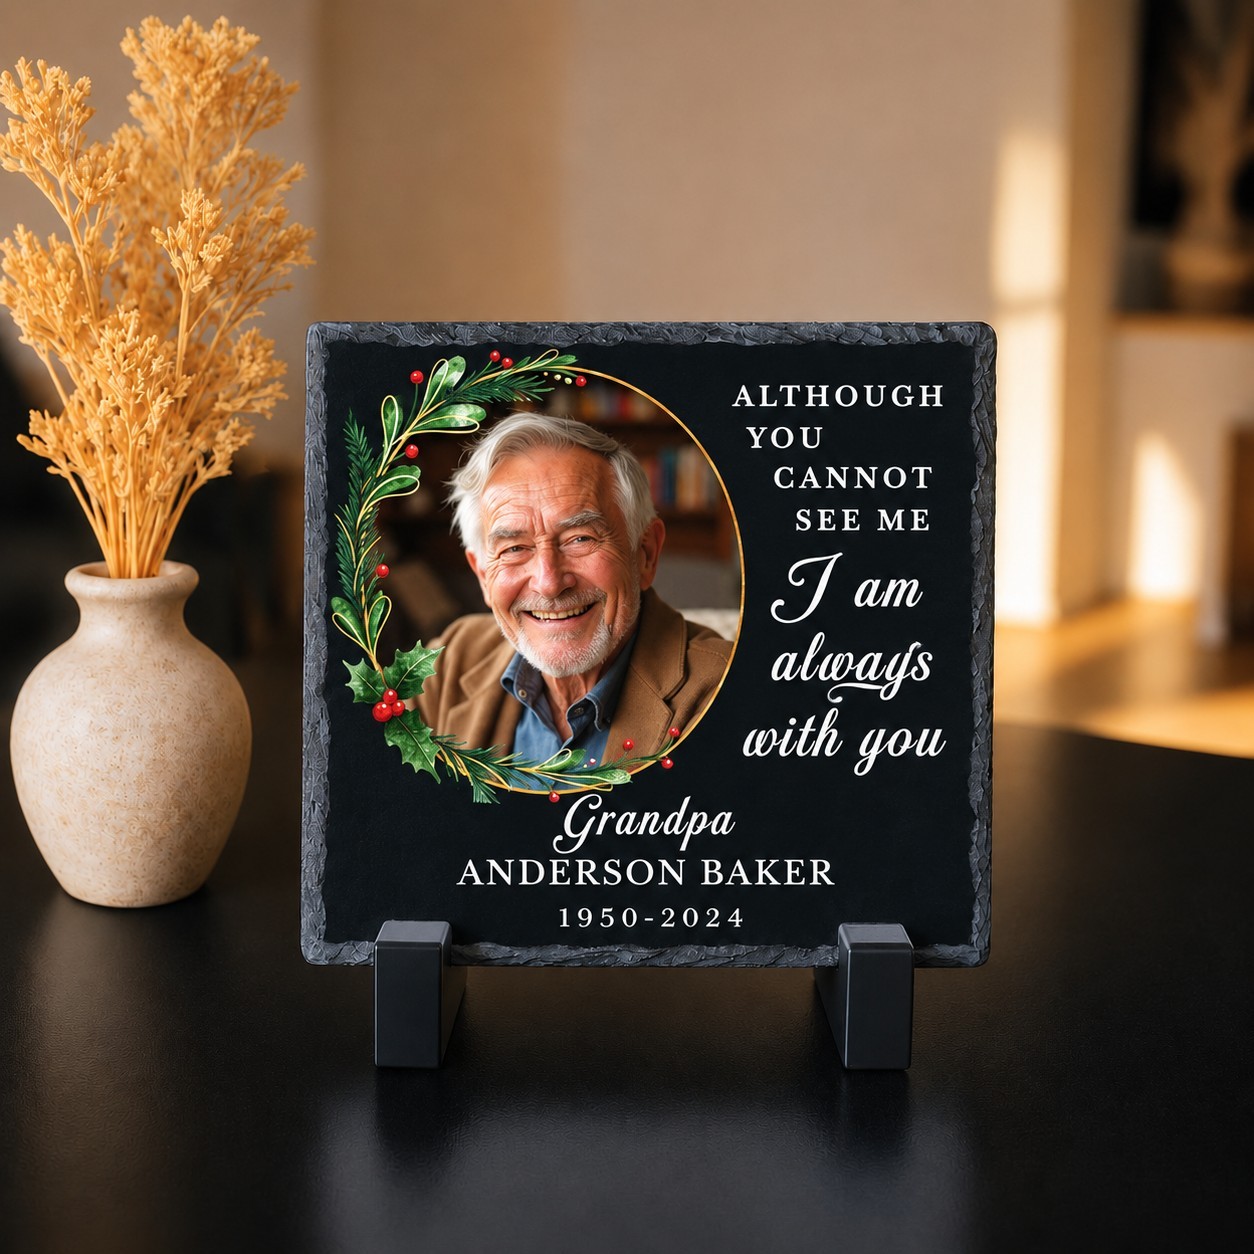 ALTHOUGH
YOU
CANNOT
SEE ME
I am
always
with you
Grandpa
ANDERSON BAKER
1950-2024